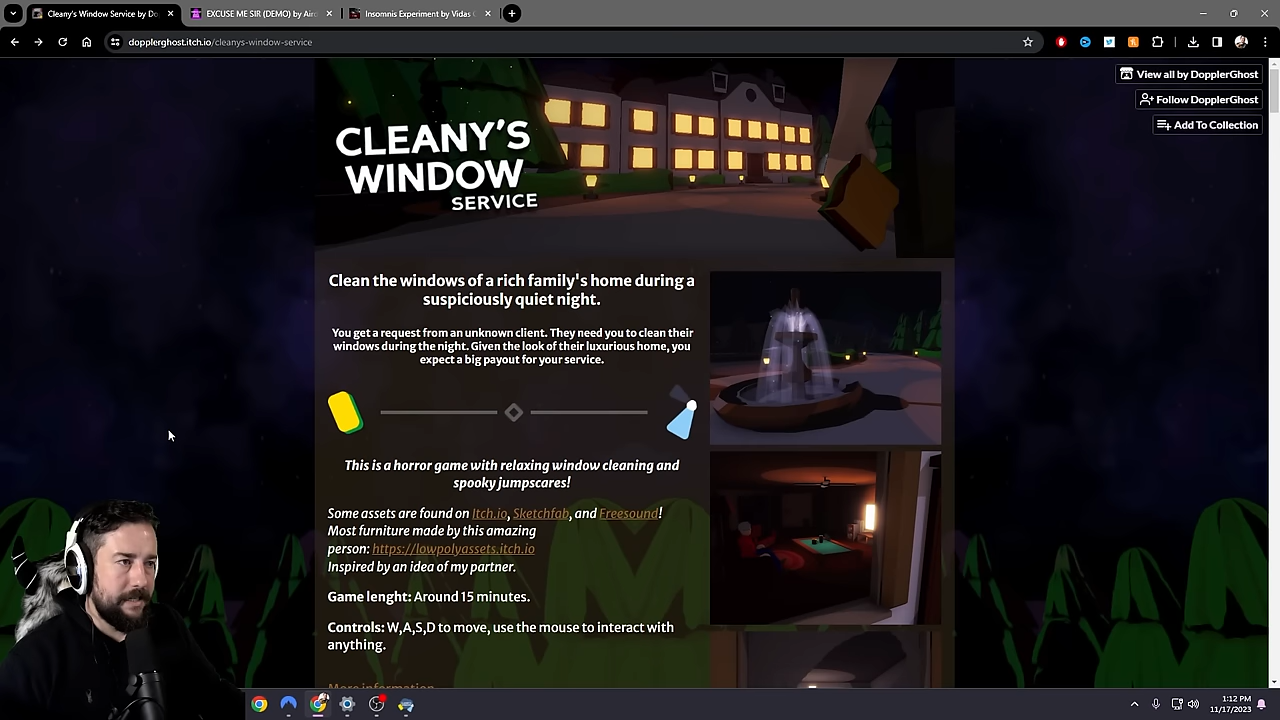 Cleany's Window Service by Do
EXCUSE ME SIR (DEMO) by Airo
Insomnis Experiment by Vidas
dopplerghost.itch.io/cleanys-window-service
View all by DopplerGhost
Follow DopplerGhost
Add To Collection
CLEANY'S
WINDOW
SERVICE
Clean the windows of a rich family's home during a
suspiciously quiet night.
You get a request from an unknown client. They need you to clean their
windows during the night. Given the look of their luxurious home, you
expect a big payout for your service.
This is a horror game with relaxing window cleaning and
spooky jumpscares!
Some assets are found on Itch.io, Sketchfab, and Freesound!
Most furniture made by this amazing
person: https://lowpolyassets.itch.io
Inspired by an idea of my partner.
Game lenght: Around 15 minutes.
Controls: W,A,S,D to move, use the mouse to interact with
anything.
More information
1:12 PM
11/17/2023